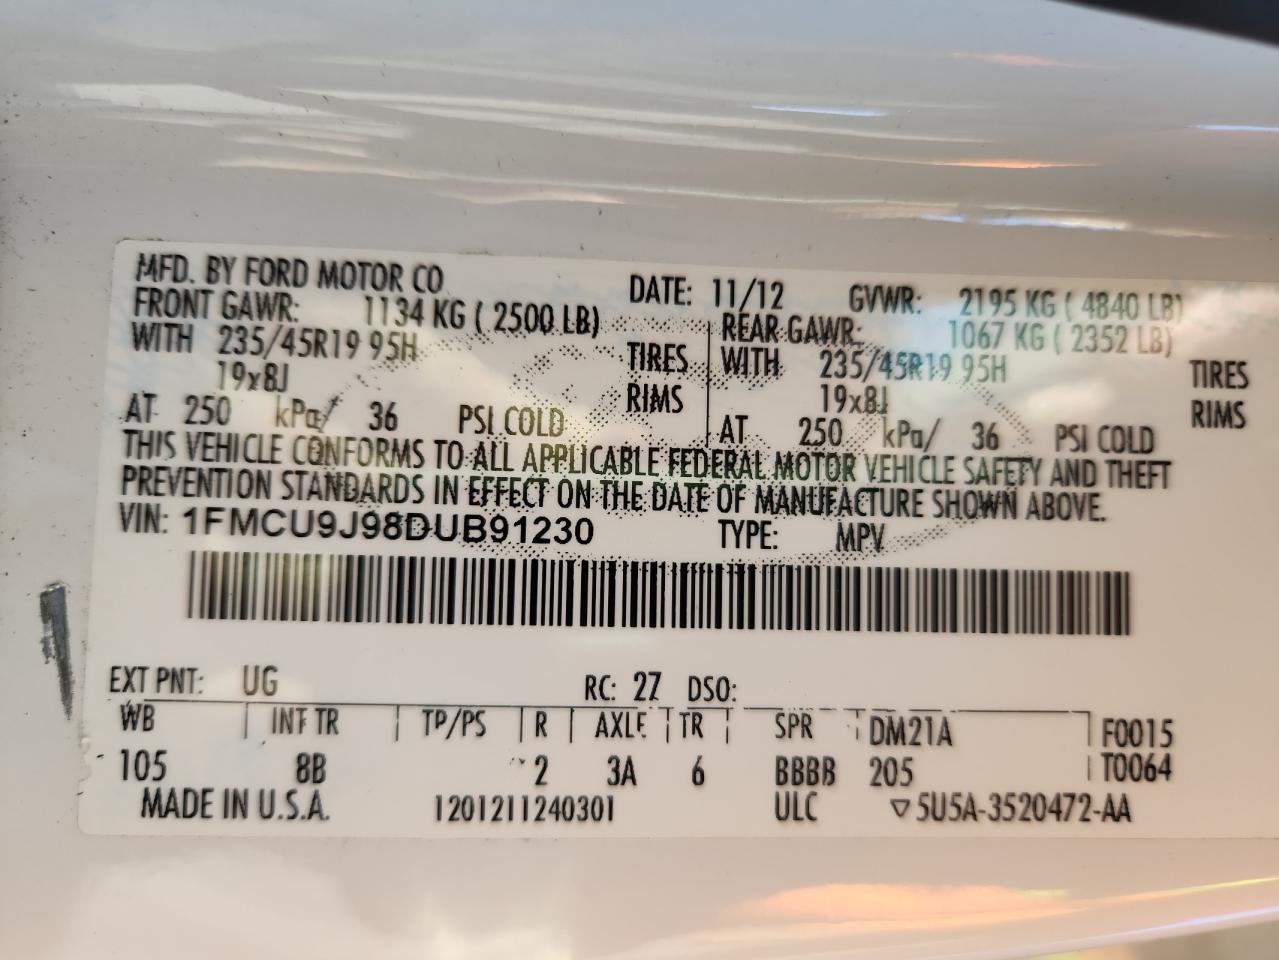 MFD. BY FORD MOTOR CO
DATE: 11/12 GVWR: 2195 KG ( 4840 LB)
FRONT GAWR: 1134 KG ( 2500 LB) REAR GAWR: 1067 KG ( 2352 LB)
WITH 235/45R19 95H TIRES WITH 235/45R19 95H TIRES
19x8J RIMS 19x8J RIMS
AT 250 kPa/ 36 PSI COLD AT 250 kPa/ 36 PSI COLD
THIS VEHICLE CONFORMS TO ALL APPLICABLE FEDERAL MOTOR VEHICLE SAFETY AND THEFT
PREVENTION STANDARDS IN EFFECT ON THE DATE OF MANUFACTURE SHOWN ABOVE.
VIN: 1FMCU9J98DUB91230 TYPE: MPV
EXT PNT: UG RC: 27 DSO:
WB INT TR TP/PS R AXLE TR SPR DM21A F0015
105 8B 2 3A 6 BBBB 205 T0064
MADE IN U.S.A. 1201211240301 ULC ▽5U5A-3520472-AA